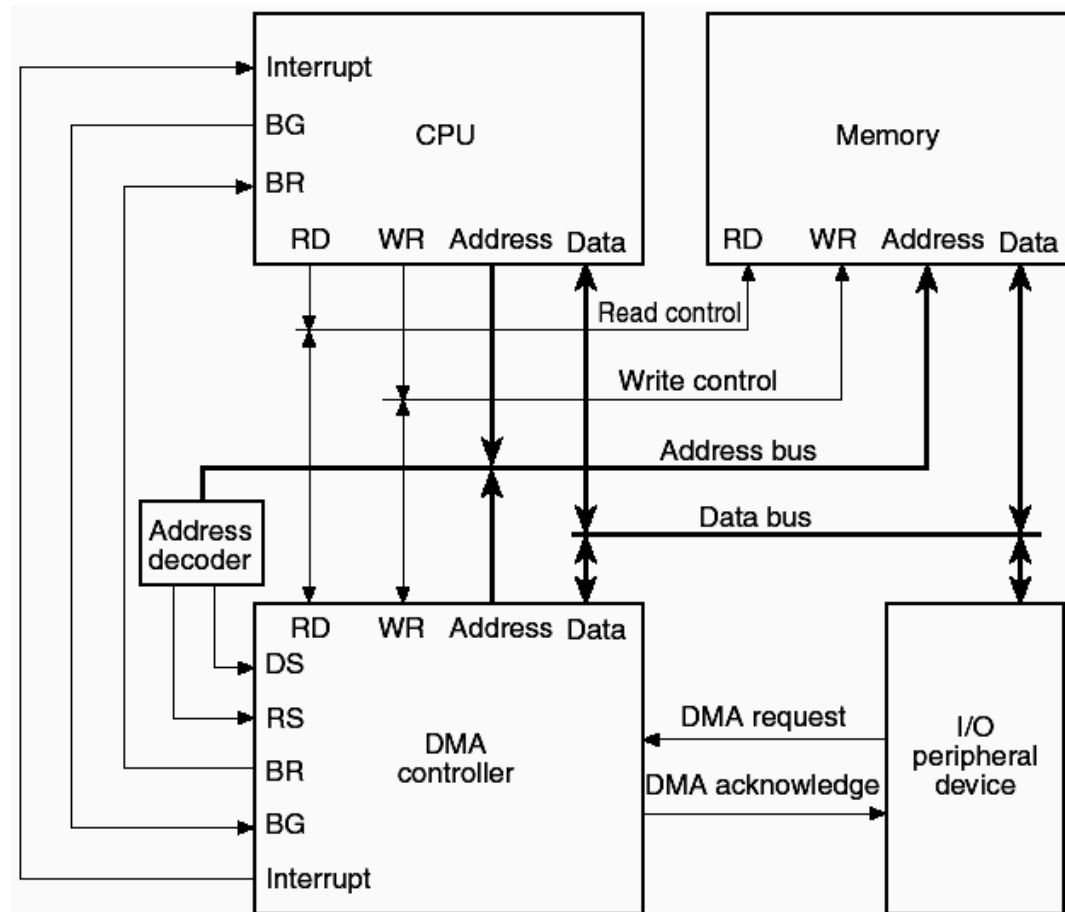 Interrupt
BG
BR
CPU
RD WR Address Data
Memory
RD WR Address Data
Read control
Write control
Address bus
Data bus
Address
decoder
RD WR Address Data
DS
RS
BR
BG
Interrupt
DMA
controller
DMA request
DMA acknowledge
I/O
peripheral
device